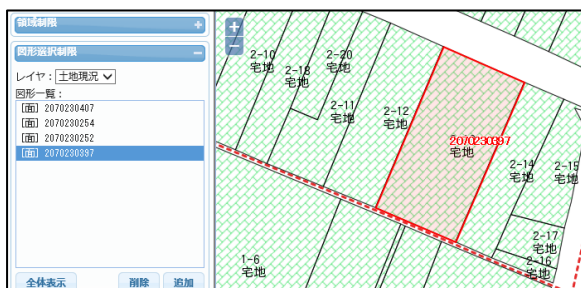 領域制限
図形選択制限
レイヤ：土地現況
図形一覧：
[面] 2070230407
[面] 2070230254
[面] 2070230252
[面] 2070230397
全体表示
削除
追加
2-10
宅地
2-18
宅地
2-20
宅地
2-11
宅地
2-12
宅地
2070230397
宅地
2-14
宅地
2-15
宅地
2-17
宅地
2-16
宅地
1-6
宅地